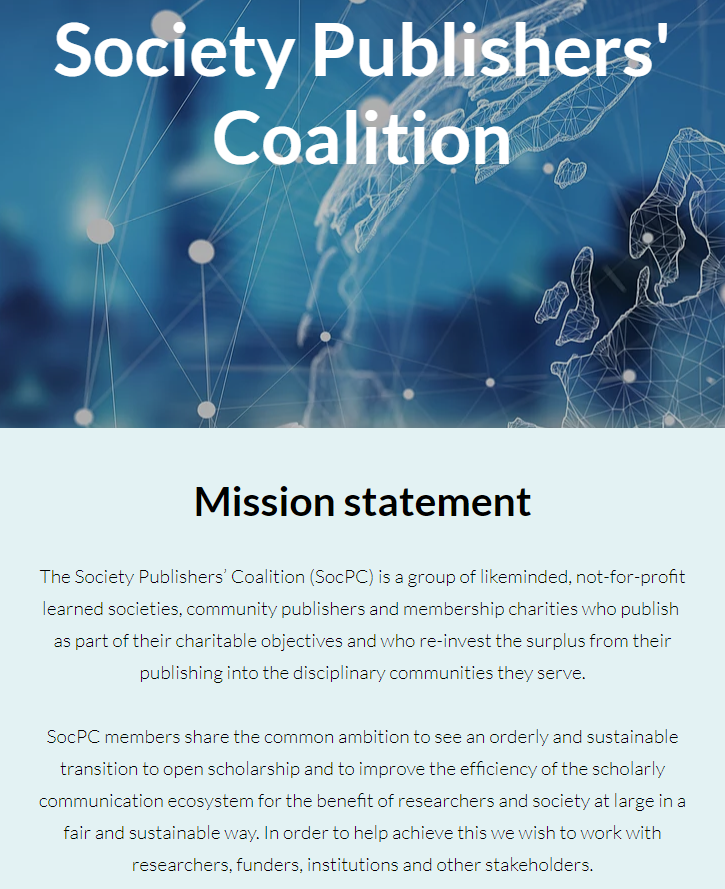 Society Publishers'
Coalition
Mission statement
The Society Publishers’ Coalition (SocPC) is a group of likeminded, not-for-profit
learned societies, community publishers and membership charities who publish
as part of their charitable objectives and who re-invest the surplus from their
publishing into the disciplinary communities they serve.
SocPC members share the common ambition to see an orderly and sustainable
transition to open scholarship and to improve the efficiency of the scholarly
communication ecosystem for the benefit of researchers and society at large in a
fair and sustainable way. In order to help achieve this we wish to work with
researchers, funders, institutions and other stakeholders.